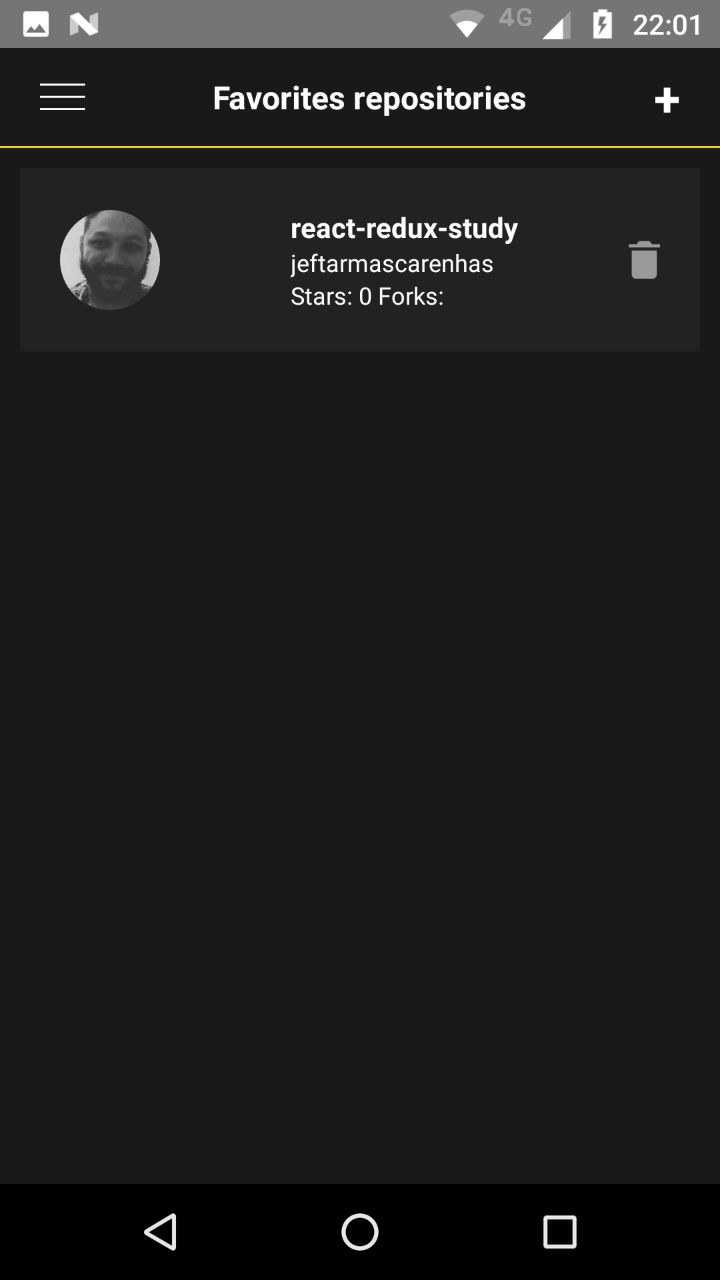 4G 22:01
Favorites repositories
react-redux-study
jeftarmascarenhas
Stars: 0 Forks: